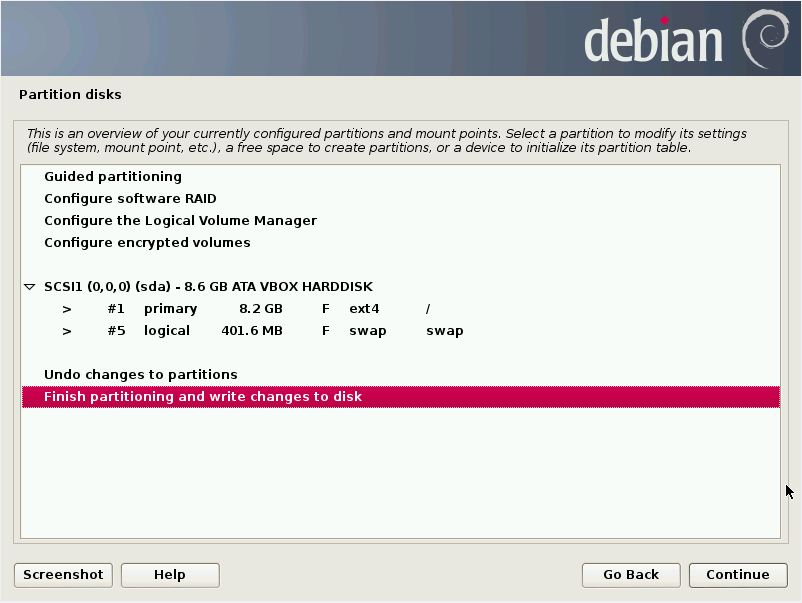 debian
Partition disks
This is an overview of your currently configured partitions and mount points. Select a partition to modify its settings
(file system, mount point, etc.), a free space to create partitions, or a device to initialize its partition table.
Guided partitioning
Configure software RAID
Configure the Logical Volume Manager
Configure encrypted volumes
SCSI1 (0,0,0) (sda) - 8.6 GB ATA VBOX HARDDISK
> #1 primary 8.2 GB F ext4 /
> #5 logical 401.6 MB F swap swap
Undo changes to partitions
Finish partitioning and write changes to disk
Screenshot Help Go Back Continue